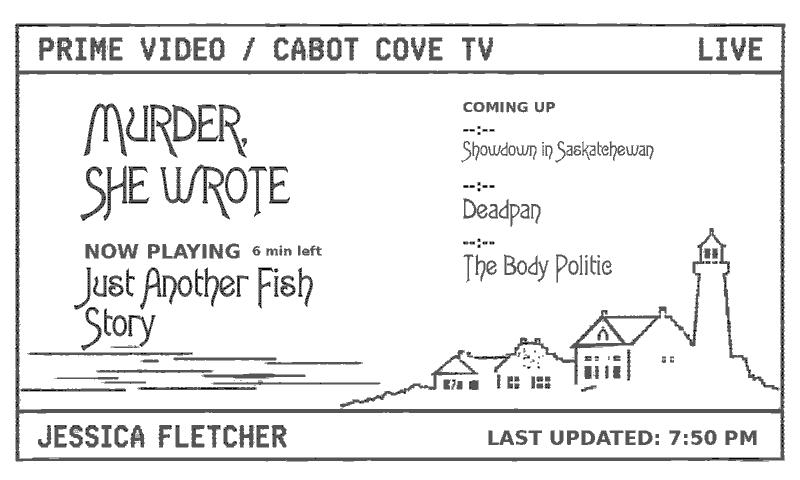 PRIME VIDEO / CABOT COVE TV
LIVE
MURDER,
SHE WROTE
NOW PLAYING 6 min left
Just Another Fish
Story
COMING UP
--:--
Showdown in Saskatchewan
--:--
Deadpan
--:--
The Body Politic
JESSICA FLETCHER
LAST UPDATED: 7:50 PM